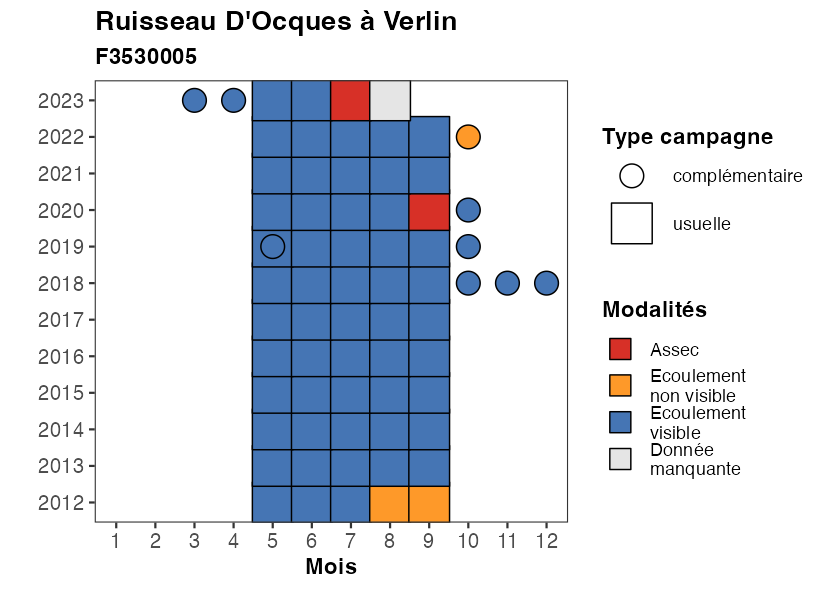 Ruisseau D'Ocques à Verlin
F3530005
2023
2022
2021
2020
2019
2018
2017
2016
2015
2014
2013
2012
1 2 3 4 5 6 7 8 9 10 11 12
Mois
Type campagne
complémentaire
usuelle
Modalités
Assec
Ecoulement
non visible
Ecoulement
visible
Donnée
manquante